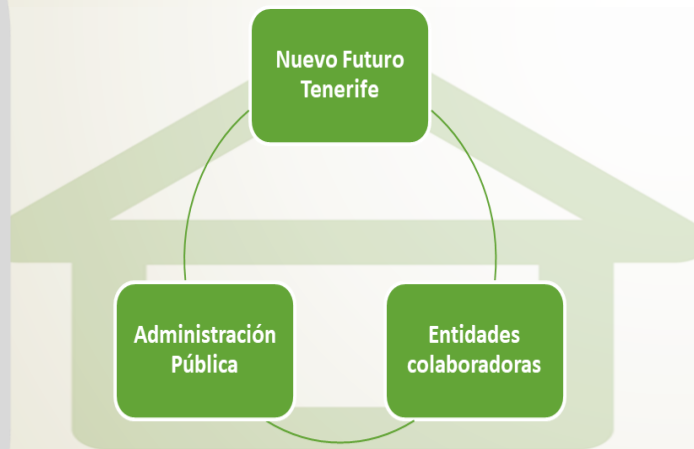 Nuevo Futuro
Tenerife
Administración
Pública
Entidades
colaboradoras